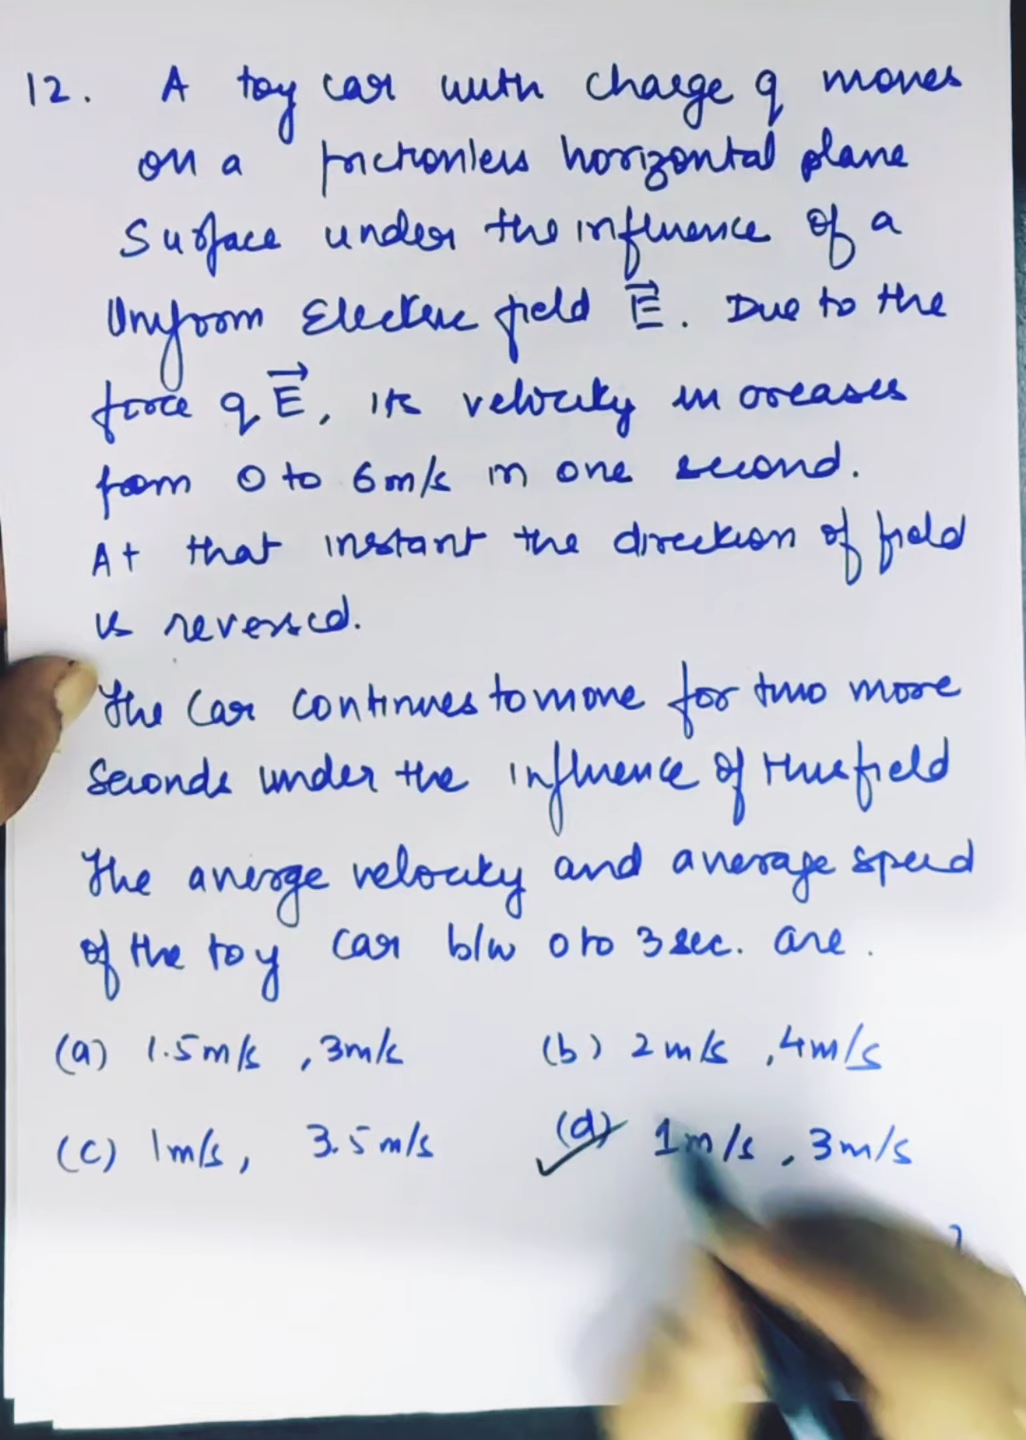 12. A toy car with charge q moves
on a frictionless horizontal plane
Surface under the influence of a
Uniform Electric field E⃗. Due to the
force qE⃗, its velocity increases
from 0 to 6m/s in one second.
At that instant the direction of field
is reversed.
The Car continues to move for two more
Seconds under the influence of this field
The averge velocity and average speed
of the toy car b/w 0 to 3 sec. are.
(a) 1.5m/s , 3m/s (b) 2m/s , 4m/s
(c) 1m/s, 3.5m/s (d) 1m/s , 3m/s